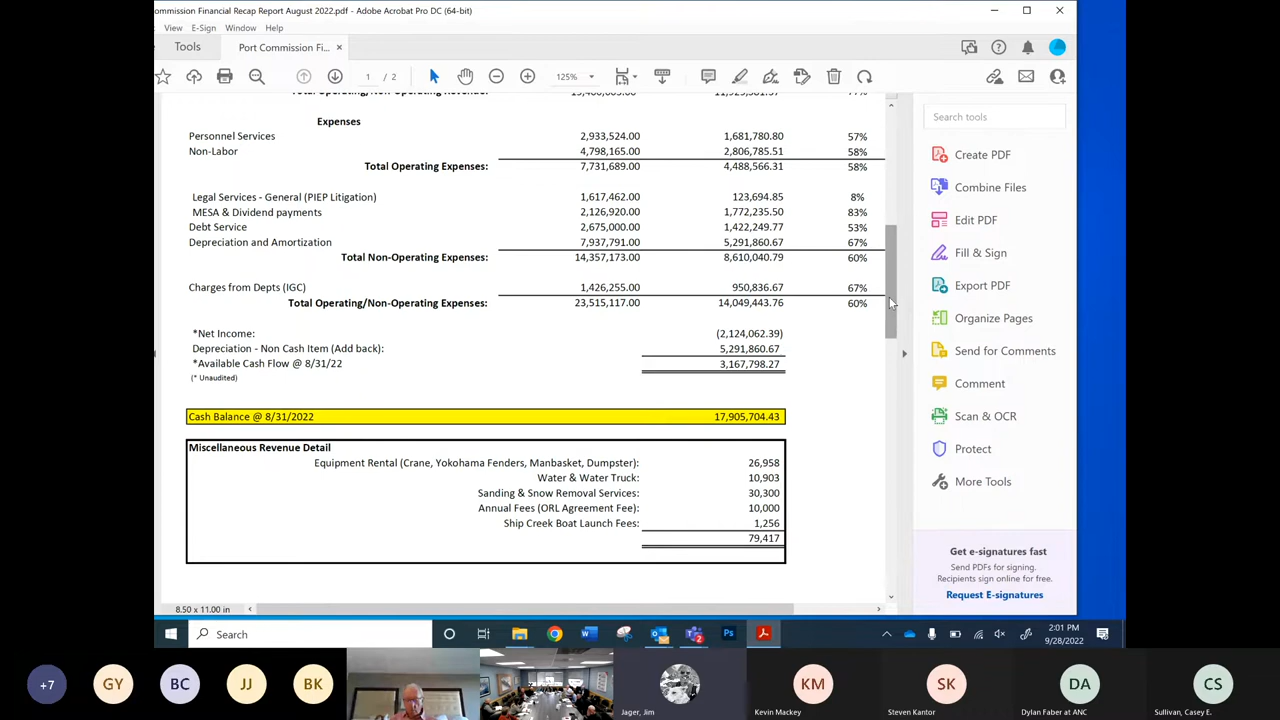 ommission Financial Recap Report August 2022.pdf - Adobe Acrobat Pro DC (64-bit)
View E-Sign Window Help
Tools Port Commission Fi... ×
1 / 2 125%
Expenses
Personnel Services 2,933,524.00 1,681,780.80 57%
Non-Labor 4,798,165.00 2,806,785.51 58%
Total Operating Expenses: 7,731,689.00 4,488,566.31 58%
Legal Services - General (PIEP Litigation) 1,617,462.00 123,694.85 8%
MESA & Dividend payments 2,126,920.00 1,772,235.50 83%
Debt Service 2,675,000.00 1,422,249.77 53%
Depreciation and Amortization 7,937,791.00 5,291,860.67 67%
Total Non-Operating Expenses: 14,357,173.00 8,610,040.79 60%
Charges from Depts (IGC) 1,426,255.00 950,836.67 67%
Total Operating/Non-Operating Expenses: 23,515,117.00 14,049,443.76 60%
*Net Income: (2,124,062.39)
Depreciation - Non Cash Item (Add back): 5,291,860.67
*Available Cash Flow @ 8/31/22 3,167,798.27
(* Unaudited)
Cash Balance @ 8/31/2022 17,905,704.43
Miscellaneous Revenue Detail
Equipment Rental (Crane, Yokohama Fenders, Manbasket, Dumpster): 26,958
Water & Water Truck: 10,903
Sanding & Snow Removal Services: 30,300
Annual Fees (ORL Agreement Fee): 10,000
Ship Creek Boat Launch Fees: 1,256
79,417
8.50 x 11.00 in
Search tools
Create PDF
Combine Files
Edit PDF
Fill & Sign
Export PDF
Organize Pages
Send for Comments
Comment
Scan & OCR
Protect
More Tools
Get e-signatures fast
Send PDFs for signing.
Recipients sign online for free.
Request E-signatures
Search
Ps
2:01 PM
9/28/2022
+7 GY BC JJ BK KM SK DA CS
Jager, Jim Kevin Mackey Steven Kantor Dylan Faber at ANC Sullivan, Casey E.